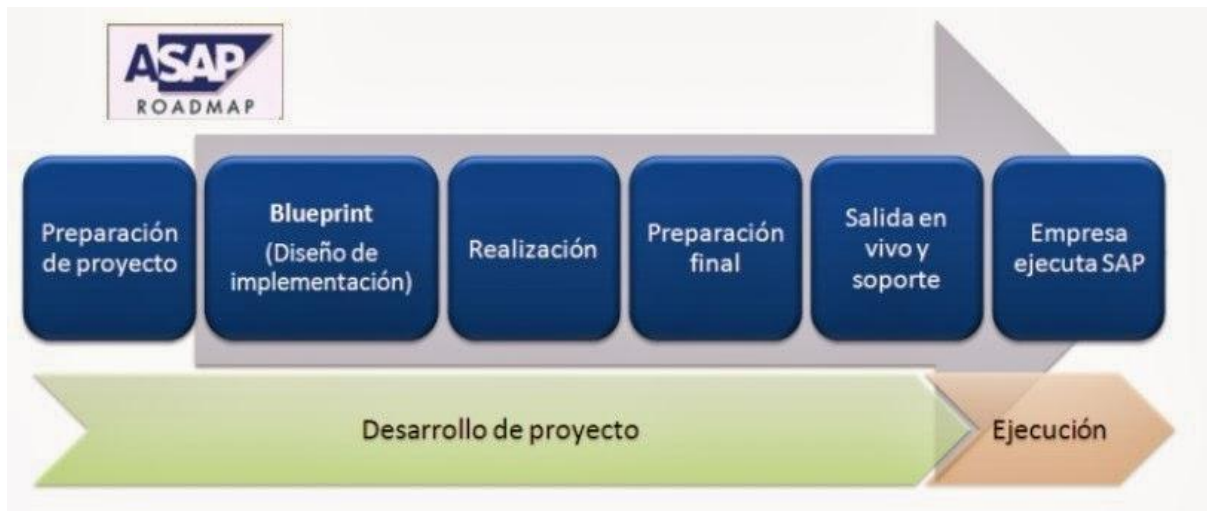 ASAP
ROADMAP
Preparación
de proyecto
Blueprint
(Diseño de
implementación)
Realización
Preparación
final
Salida en
vivo y
soporte
Empresa
ejecuta SAP
Desarrollo de proyecto
Ejecución